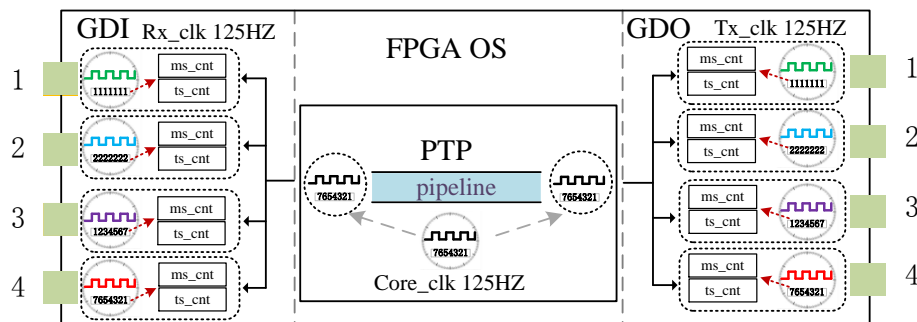 GDI
Rx_clk 125HZ
FPGA OS
GDO
Tx_clk 125HZ
1
1111111
ms_cnt
ts_cnt
2
2222222
ms_cnt
ts_cnt
3
1234567
ms_cnt
ts_cnt
4
7654321
ms_cnt
ts_cnt
PTP
7654321
pipeline
7654321
7654321
Core_clk 125HZ
ms_cnt
ts_cnt
1111111
1
ms_cnt
ts_cnt
2222222
2
ms_cnt
ts_cnt
1234567
3
ms_cnt
ts_cnt
7654321
4